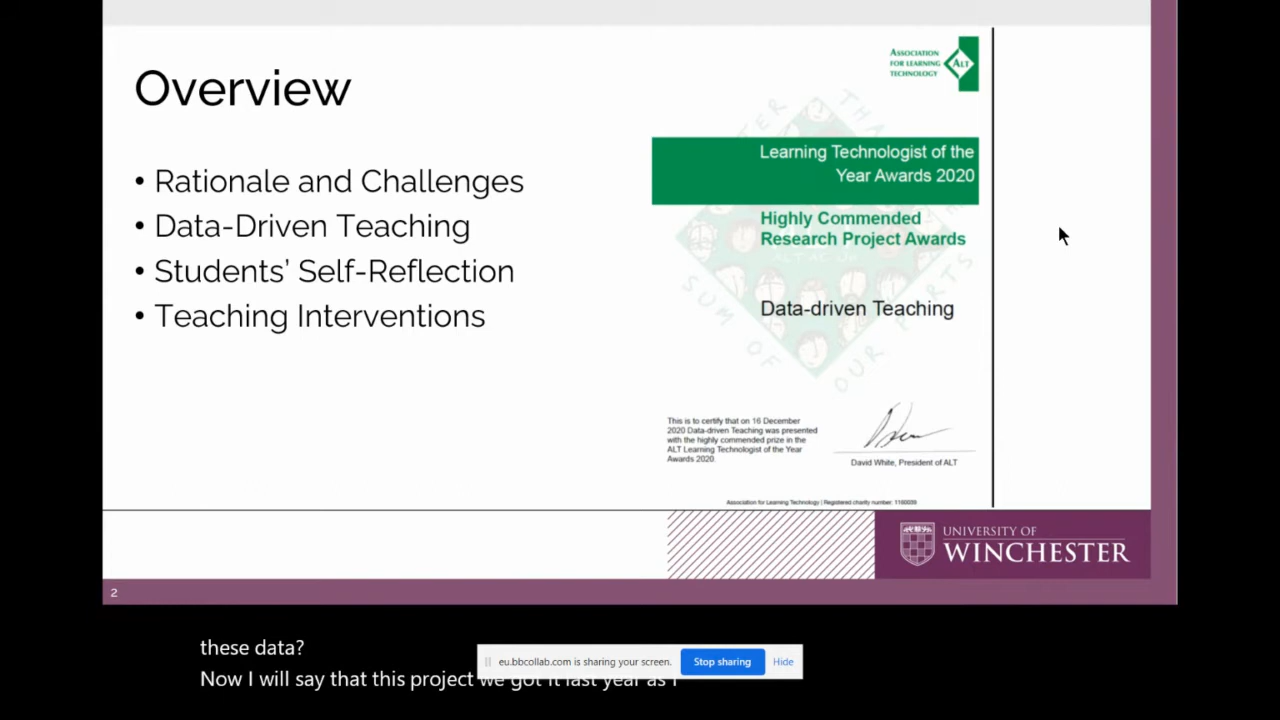 Overview
• Rationale and Challenges
• Data-Driven Teaching
• Students’ Self-Reflection
• Teaching Interventions
ASSOCIATION
FOR LEARNING
TECHNOLOGY
ALT
Learning Technologist of the
Year Awards 2020
Highly Commended
Research Project Awards
Data-driven Teaching
SUM OF OUR PARTS
This is to certify that on 16 December
2020 Data-driven Teaching was presented
with the highly commended prize in the
ALT Learning Technologist of the Year
Awards 2020.
David White, President of ALT
Association for Learning Technology | Registered charity number: 1160039
UNIVERSITY OF
WINCHESTER
2
these data?
Now I will say that this project we got it last year as I
eu.bbcollab.com is sharing your screen.
Stop sharing
Hide